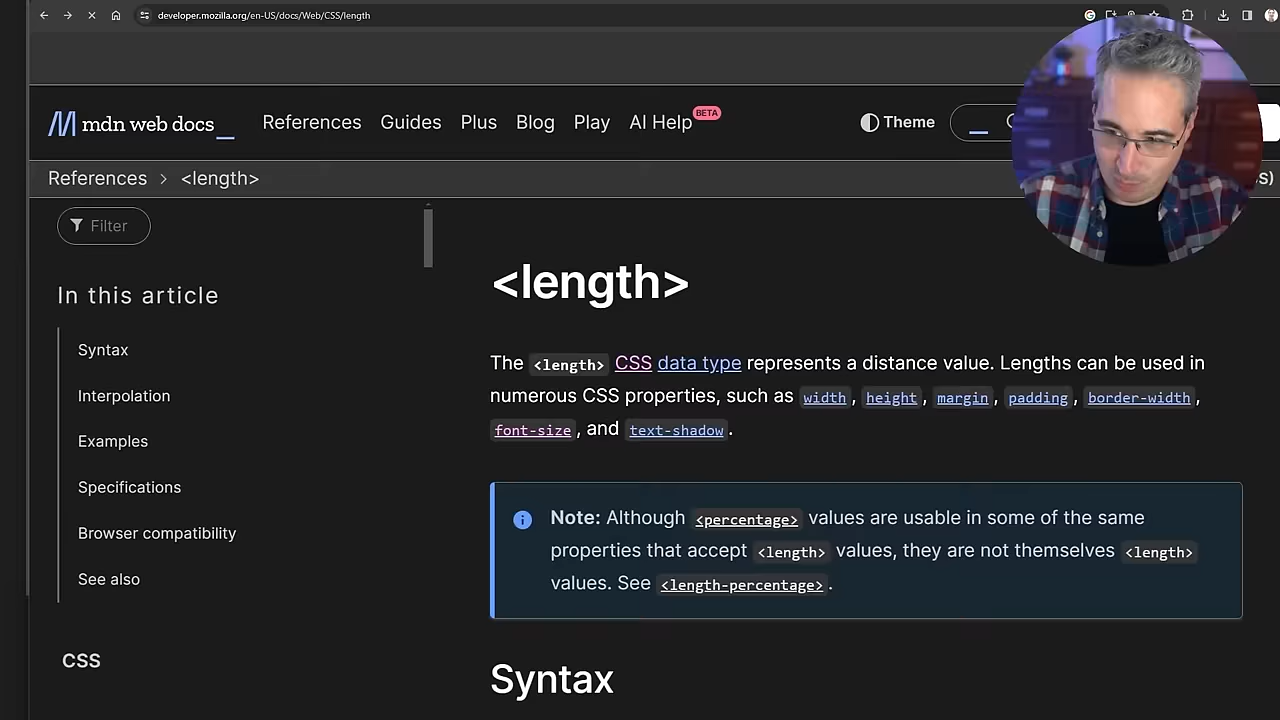 developer.mozilla.org/en-US/docs/Web/CSS/length
mdn web docs_
References
Guides
Plus
Blog
Play
AI Help
BETA
Theme
References > <length>
S)
Filter
In this article
Syntax
Interpolation
Examples
Specifications
Browser compatibility
See also
CSS
<length>
The <length> CSS data type represents a distance value. Lengths can be used in
numerous CSS properties, such as width, height, margin, padding, border-width,
font-size, and text-shadow.
Note: Although <percentage> values are usable in some of the same
properties that accept <length> values, they are not themselves <length>
values. See <length-percentage>.
Syntax